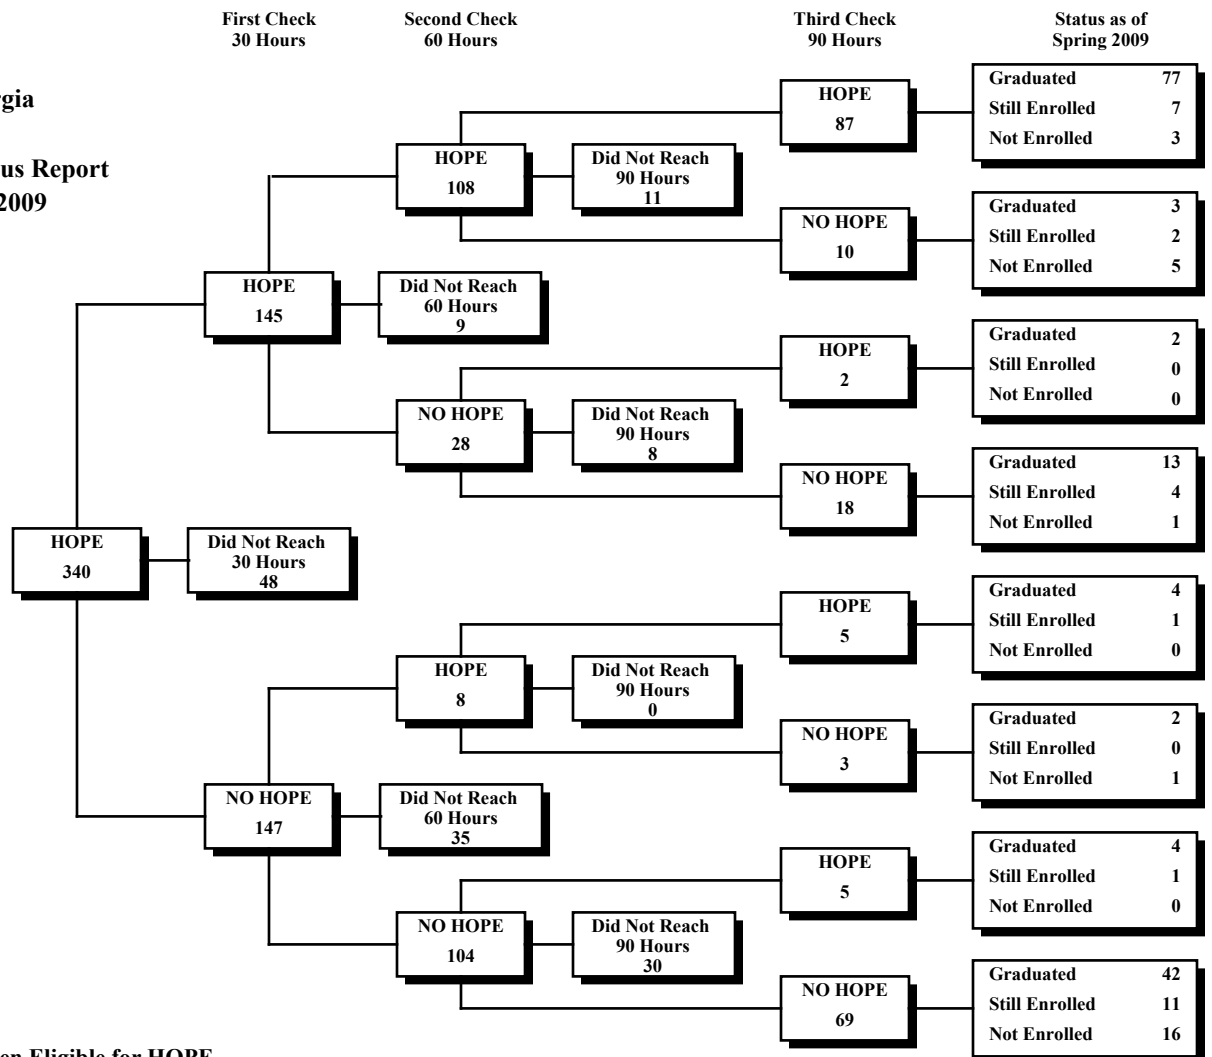 First Check
30 Hours
Second Check
60 Hours
Third Check
90 Hours
Status as of
Spring 2009
us Report
2009
HOPE
340
Did Not Reach
30 Hours
48
HOPE
145
Did Not Reach
60 Hours
9
NO HOPE
147
Did Not Reach
60 Hours
35
HOPE
108
Did Not Reach
90 Hours
11
NO HOPE
28
Did Not Reach
90 Hours
8
HOPE
8
Did Not Reach
90 Hours
0
NO HOPE
104
Did Not Reach
90 Hours
30
HOPE
87
Graduated 77
Still Enrolled 7
Not Enrolled 3
NO HOPE
10
Graduated 3
Still Enrolled 2
Not Enrolled 5
HOPE
2
Graduated 2
Still Enrolled 0
Not Enrolled 0
NO HOPE
18
Graduated 13
Still Enrolled 4
Not Enrolled 1
HOPE
5
Graduated 4
Still Enrolled 1
Not Enrolled 0
NO HOPE
3
Graduated 2
Still Enrolled 0
Not Enrolled 1
HOPE
5
Graduated 4
Still Enrolled 1
Not Enrolled 0
NO HOPE
69
Graduated 42
Still Enrolled 11
Not Enrolled 16
en Eligible for HOPE